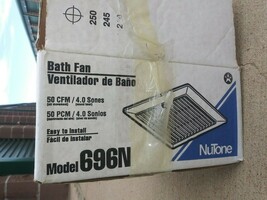 250
245
Bath Fan
Ventilador de Baño
50 CFM / 4.0 Sones
50 PCM / 4.0 Sonios
Easy to Install
Fácil de instalar
Model 696N
NuTone